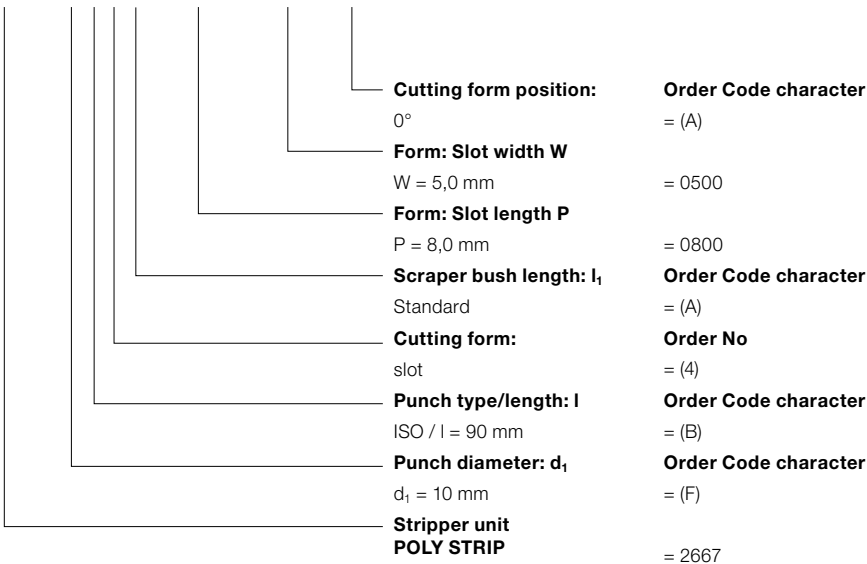 Cutting form position: Order Code character
0° = (A)
Form: Slot width W
W = 5,0 mm = 0500
Form: Slot length P
P = 8,0 mm = 0800
Scraper bush length: l₁ Order Code character
Standard = (A)
Cutting form: Order No
slot = (4)
Punch type/length: l Order Code character
ISO / l = 90 mm = (B)
Punch diameter: d₁ Order Code character
d₁ = 10 mm = (F)
Stripper unit
POLY STRIP = 2667